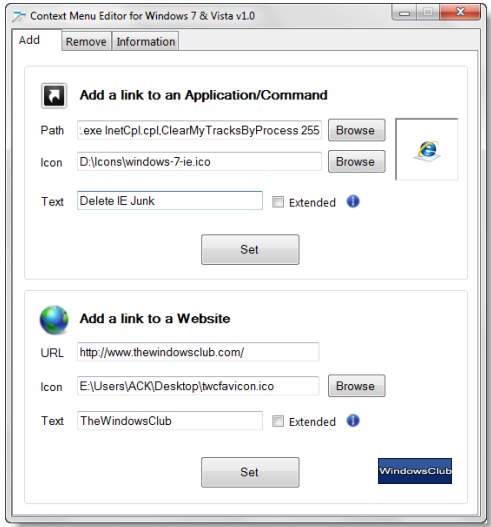 Context Menu Editor for Windows 7 & Vista v1.0
Add Remove Information
Add a link to an Application/Command
Path .exe InetCpl.cpl,ClearMyTracksByProcess 255 Browse
Icon D:\Icons\windows-7-ie.ico Browse
Text Delete IE Junk Extended
Set
Add a link to a Website
URL http://www.thewindowsclub.com/
Icon E:\Users\ACK\Desktop\twcfavicon.ico Browse
Text TheWindowsClub Extended
Set
WindowsClub